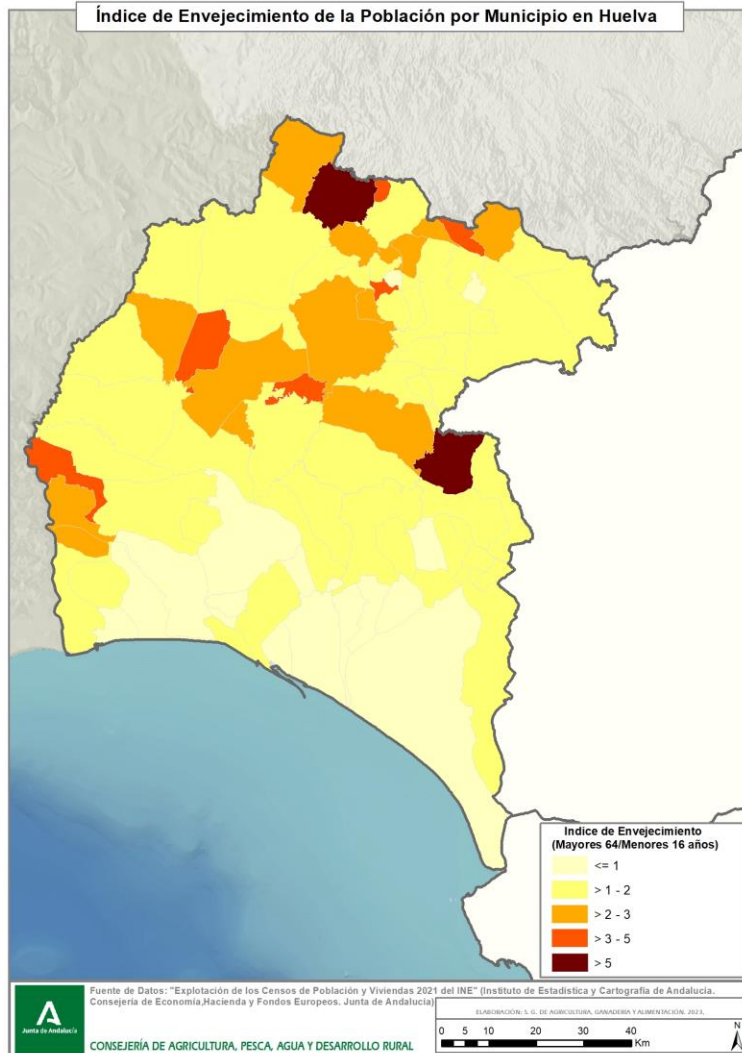 Índice de Envejecimiento de la Población por Municipio en Huelva
Indice de Envejecimiento
(Mayores 64/Menores 16 años)
<= 1
> 1 - 2
> 2 - 3
> 3 - 5
> 5
Junta de Andalucía
Fuente de Datos: "Explotación de los Censos de Población y Viviendas 2021 del INE" (Instituto de Estadística y Cartografía de Andalucía.
Consejería de Economía,Hacienda y Fondos Europeos. Junta de Andalucía)
CONSEJERÍA DE AGRICULTURA, PESCA, AGUA Y DESARROLLO RURAL
ELABORACIÓN: S. G. DE AGRICULTURA, GANADERÍA Y ALIMENTACIÓN. 2023.
0 5 10 20 30 40
Km
N